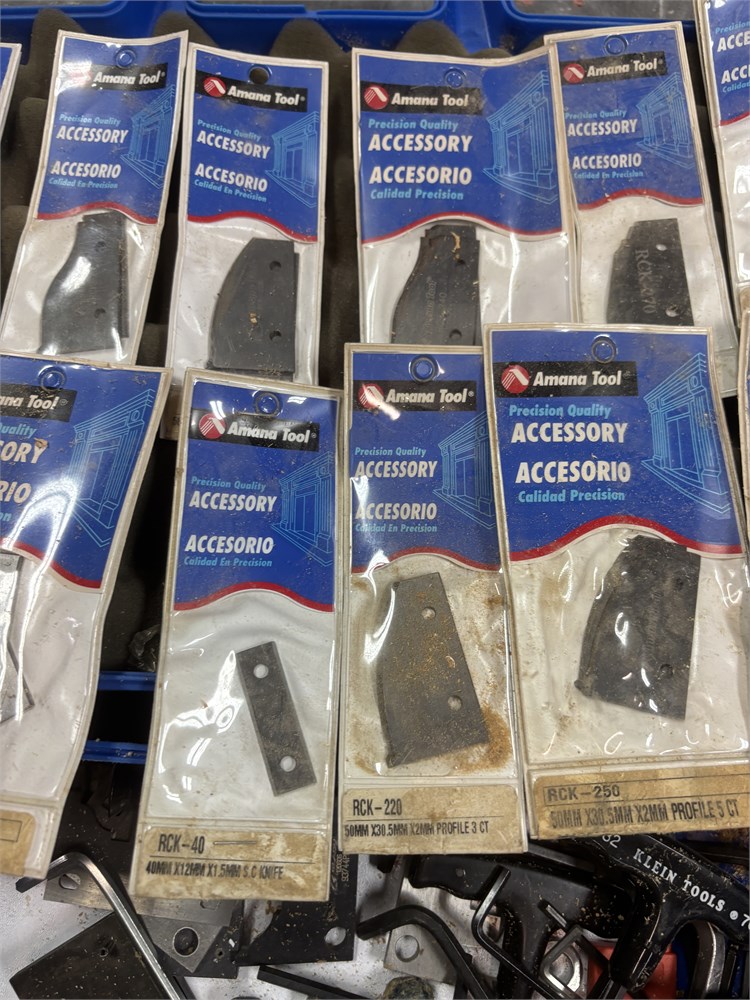 Amana Tool®
Precision Quality
ACCESSORY
ACCESORIO
Calidad En Precision
Amana Tool®
Precision Quality
ACCESSORY
ACCESORIO
Calidad En Precision
Amana Tool®
Precision Quality
ACCESSORY
ACCESORIO
Calidad Precision
Amana Tool®
Precision Quality
ACCESSORY
ACCESORIO
Calidad En Precision
RCK-370
Amana Tool®
Precision Quality
ACCESSORY
ACCESORIO
Calidad En Precision
RCK-40
40MM X12MM X1.5MM S.C KNIFE
Amana Tool®
Precision Quality
ACCESSORY
ACCESORIO
Calidad En Precision
RCK-220
50MM X30.5MM X2MM PROFILE 3 CT
Amana Tool®
Precision Quality
ACCESSORY
ACCESORIO
Calidad Precision
RCK-250
50MM X30.5MM X2MM PROFILE 5 CT
KLEIN TOOLS ®